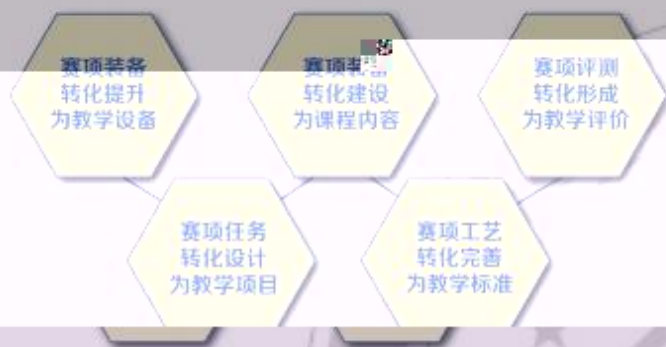 赛项装备
转化提升
为教学设备
赛项装备
转化建设
为课程内容
赛项评测
转化形成
为教学评价
赛项任务
转化设计
为教学项目
赛项工艺
转化完善
为教学标准